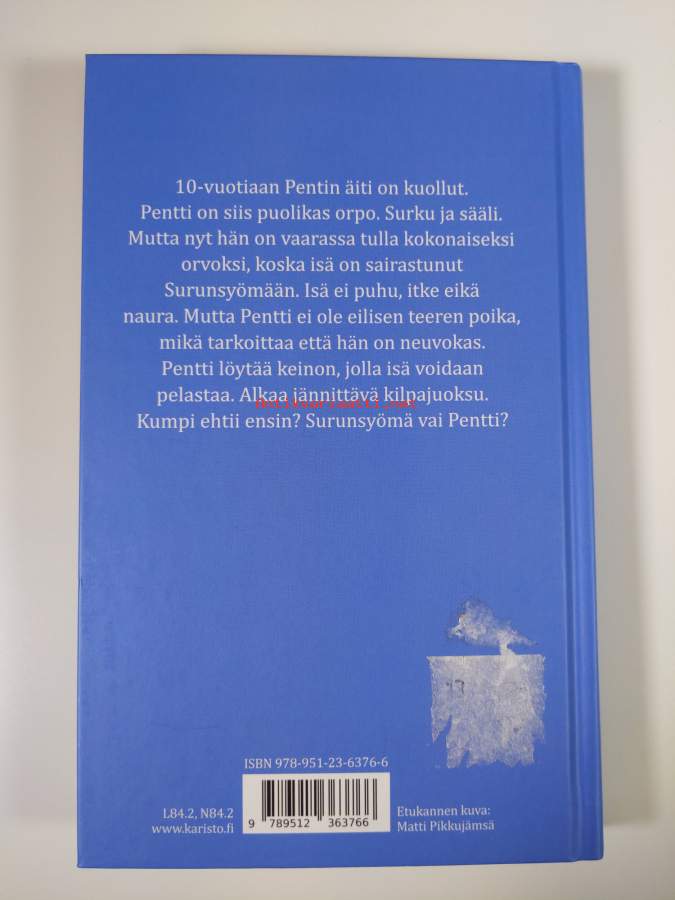 10-vuotiaan Pentin äiti on kuollut.
Pentti on siis puolikas orpo. Surku ja sääli.
Mutta nyt hän on vaarassa tulla kokonaiseksi
orvoksi, koska isä on sairastunut
Surunsyömään. Isä ei puhu, itke eikä
naura. Mutta Pentti ei ole eilisen teeren poika,
mikä tarkoittaa että hän on neuvokas.
Pentti löytää keinon, jolla isä voidaan
pelastaa. Alkaa jännittävä kilpajuoksu.
antikvariaatti.net
Kumpi ehtii ensin? Surunsyömä vai Pentti?
ISBN 978-951-23-6376-6
L84.2, N84.2
www.karisto.fi
9 789512 363766
Etukannen kuva:
Matti Pikkujämsä